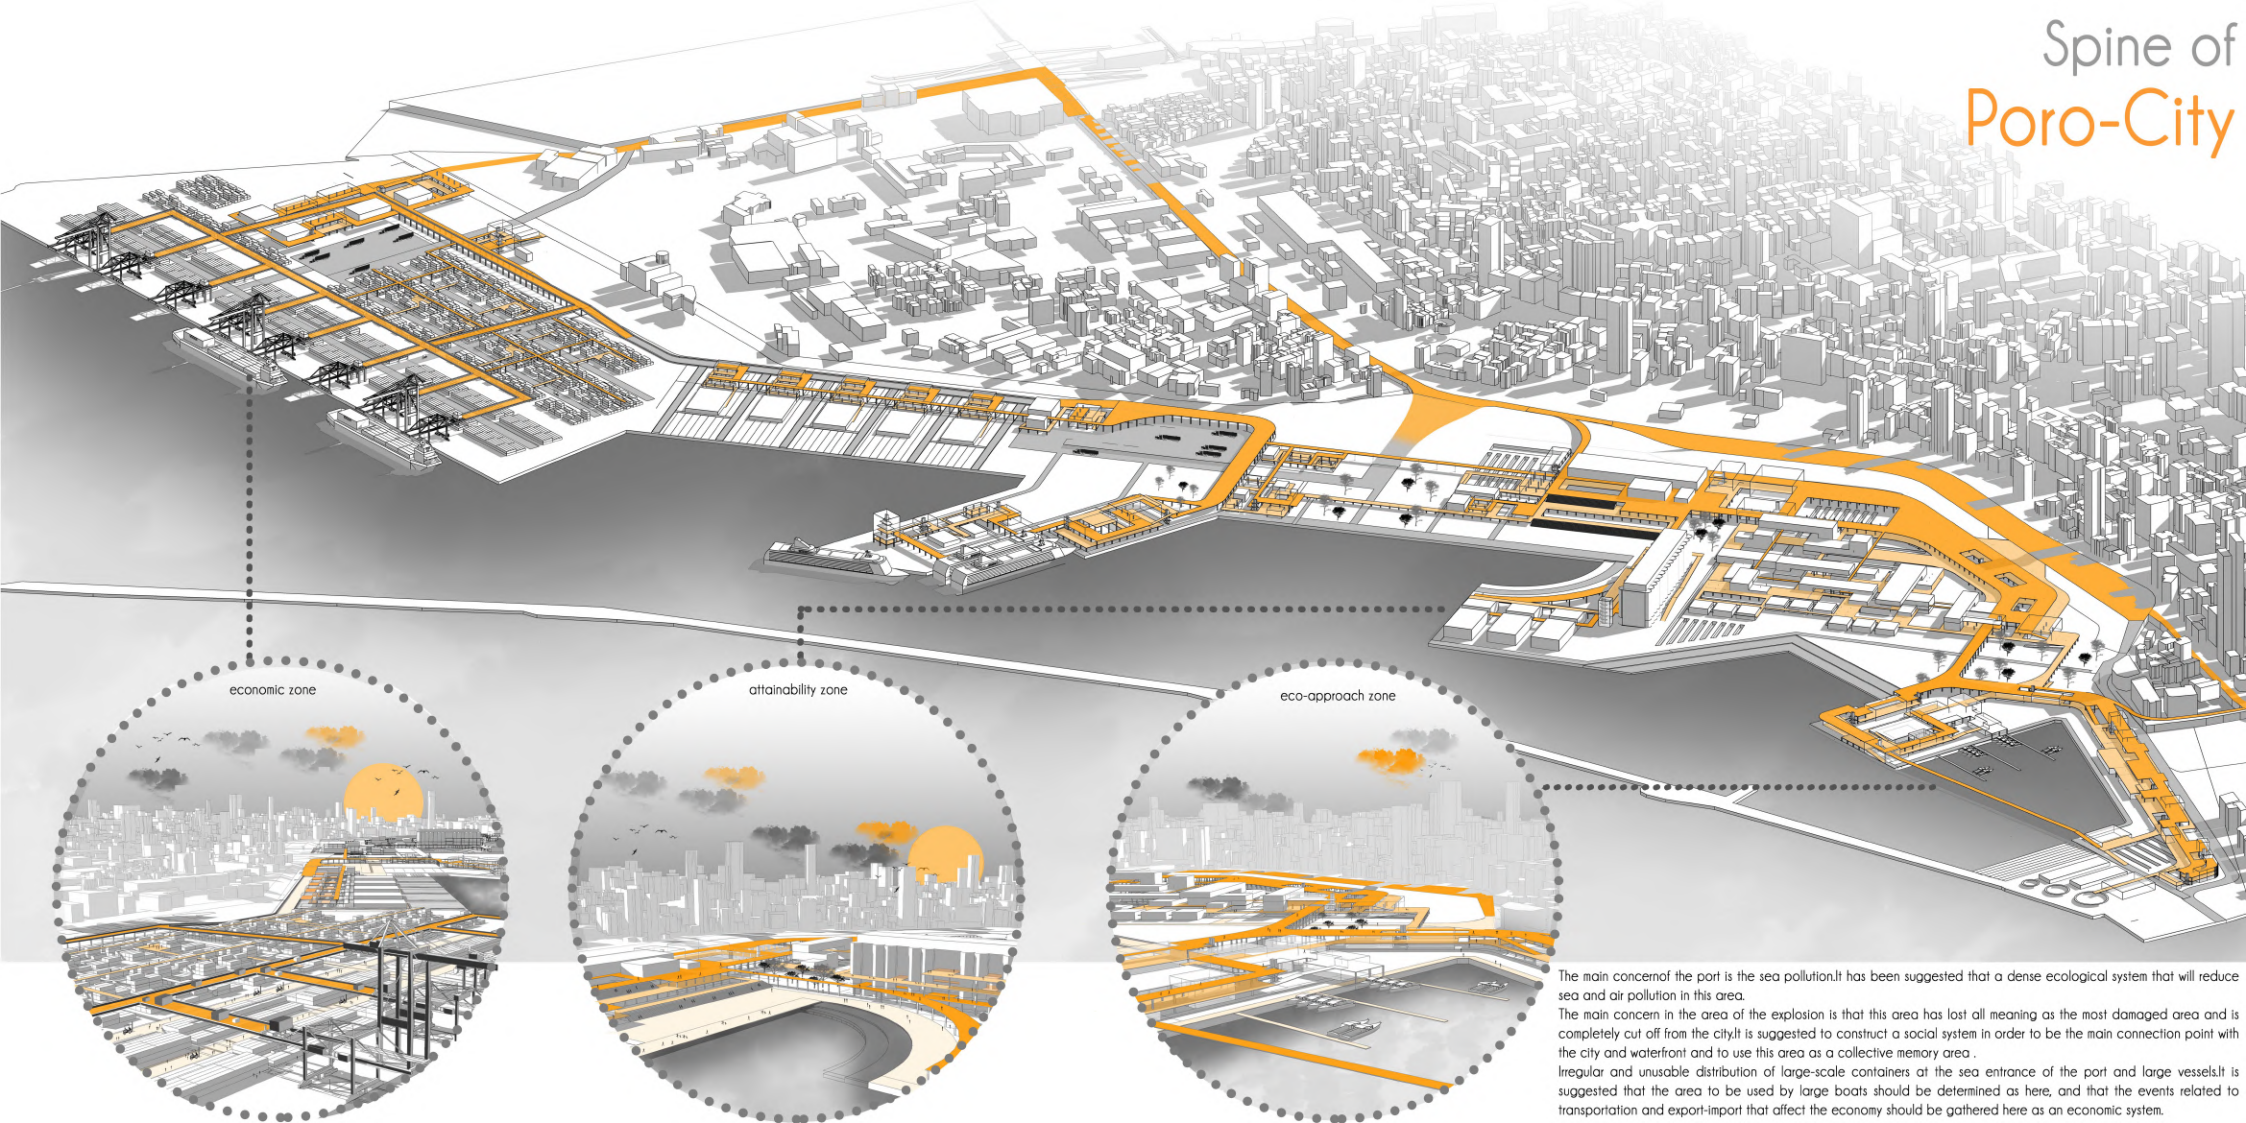 Spine of
Poro-City
economic zone
attainability zone
eco-approach zone
The main concernof the port is the sea pollution.It has been suggested that a dense ecological system that will reduce
sea and air pollution in this area.
The main concern in the area of the explosion is that this area has lost all meaning as the most damaged area and is
completely cut off from the city.It is suggested to construct a social system in order to be the main connection point with
the city and waterfront and to use this area as a collective memory area .
Irregular and unusable distribution of large-scale containers at the sea entrance of the port and large vessels.It is
suggested that the area to be used by large boats should be determined as here, and that the events related to
transportation and export-import that affect the economy should be gathered here as an economic system.